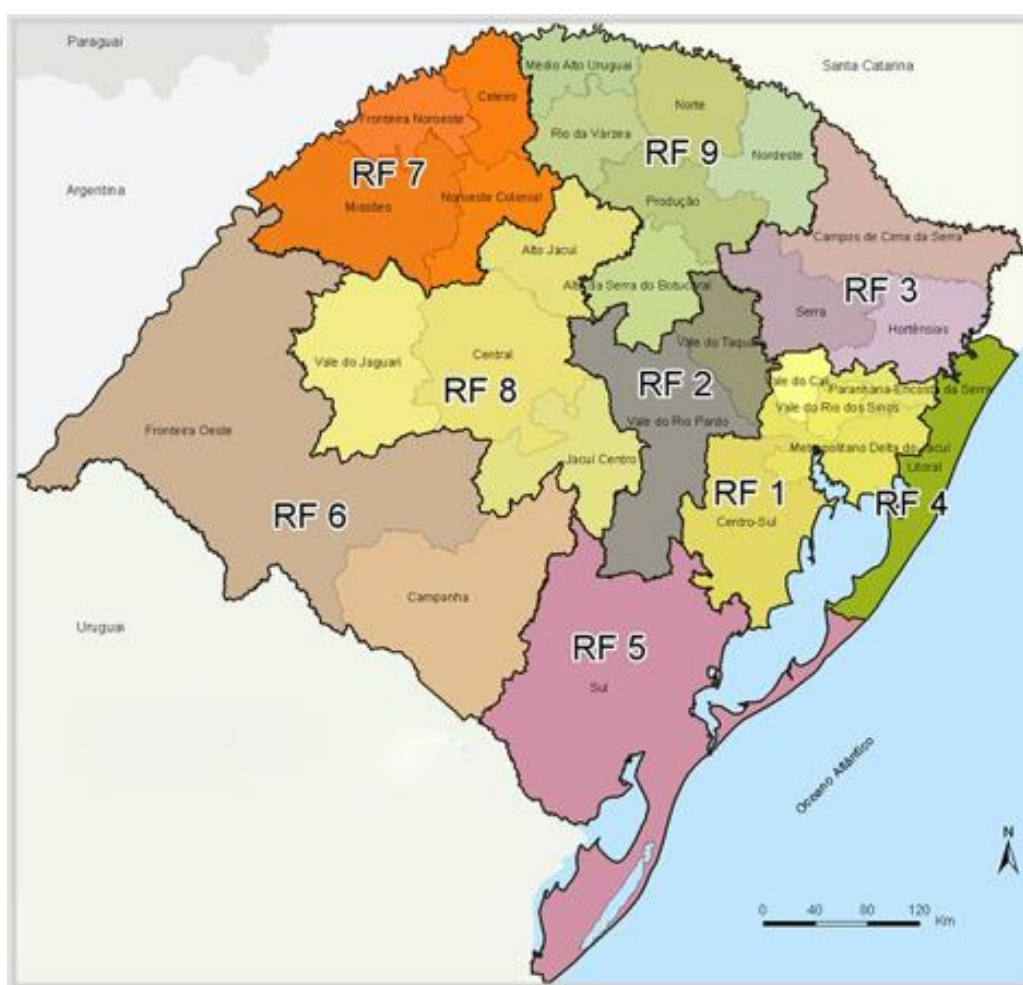 Paraguai
Santa Catarina
Médio Alto Uruguai
Celeiro
Norte
Fronteira Noroeste
Rio da Várzea
RF 9
Nordeste
RF 7
Argentina
Noroeste Colonial
Missões
Produção
Campos de Cima da Serra
Alto Jacuí
Alto da Serra do Botucaraí
RF 3
Serra
Hortênsias
Vale do Taquari
Central
Vale do Jaguari
RF 8
RF 2
Vale do Caí
Paranhana-Encosta da Serra
Vale do Rio dos Sinos
Vale do Rio Pardo
Fronteira Oeste
Metropolitano Delta do Jacuí
Jacuí Centro
Litoral
RF 1
RF 4
RF 6
Centro-Sul
Campanha
Uruguai
RF 5
Sul
Oceano Atlântico
N
0 40 80 120
Km